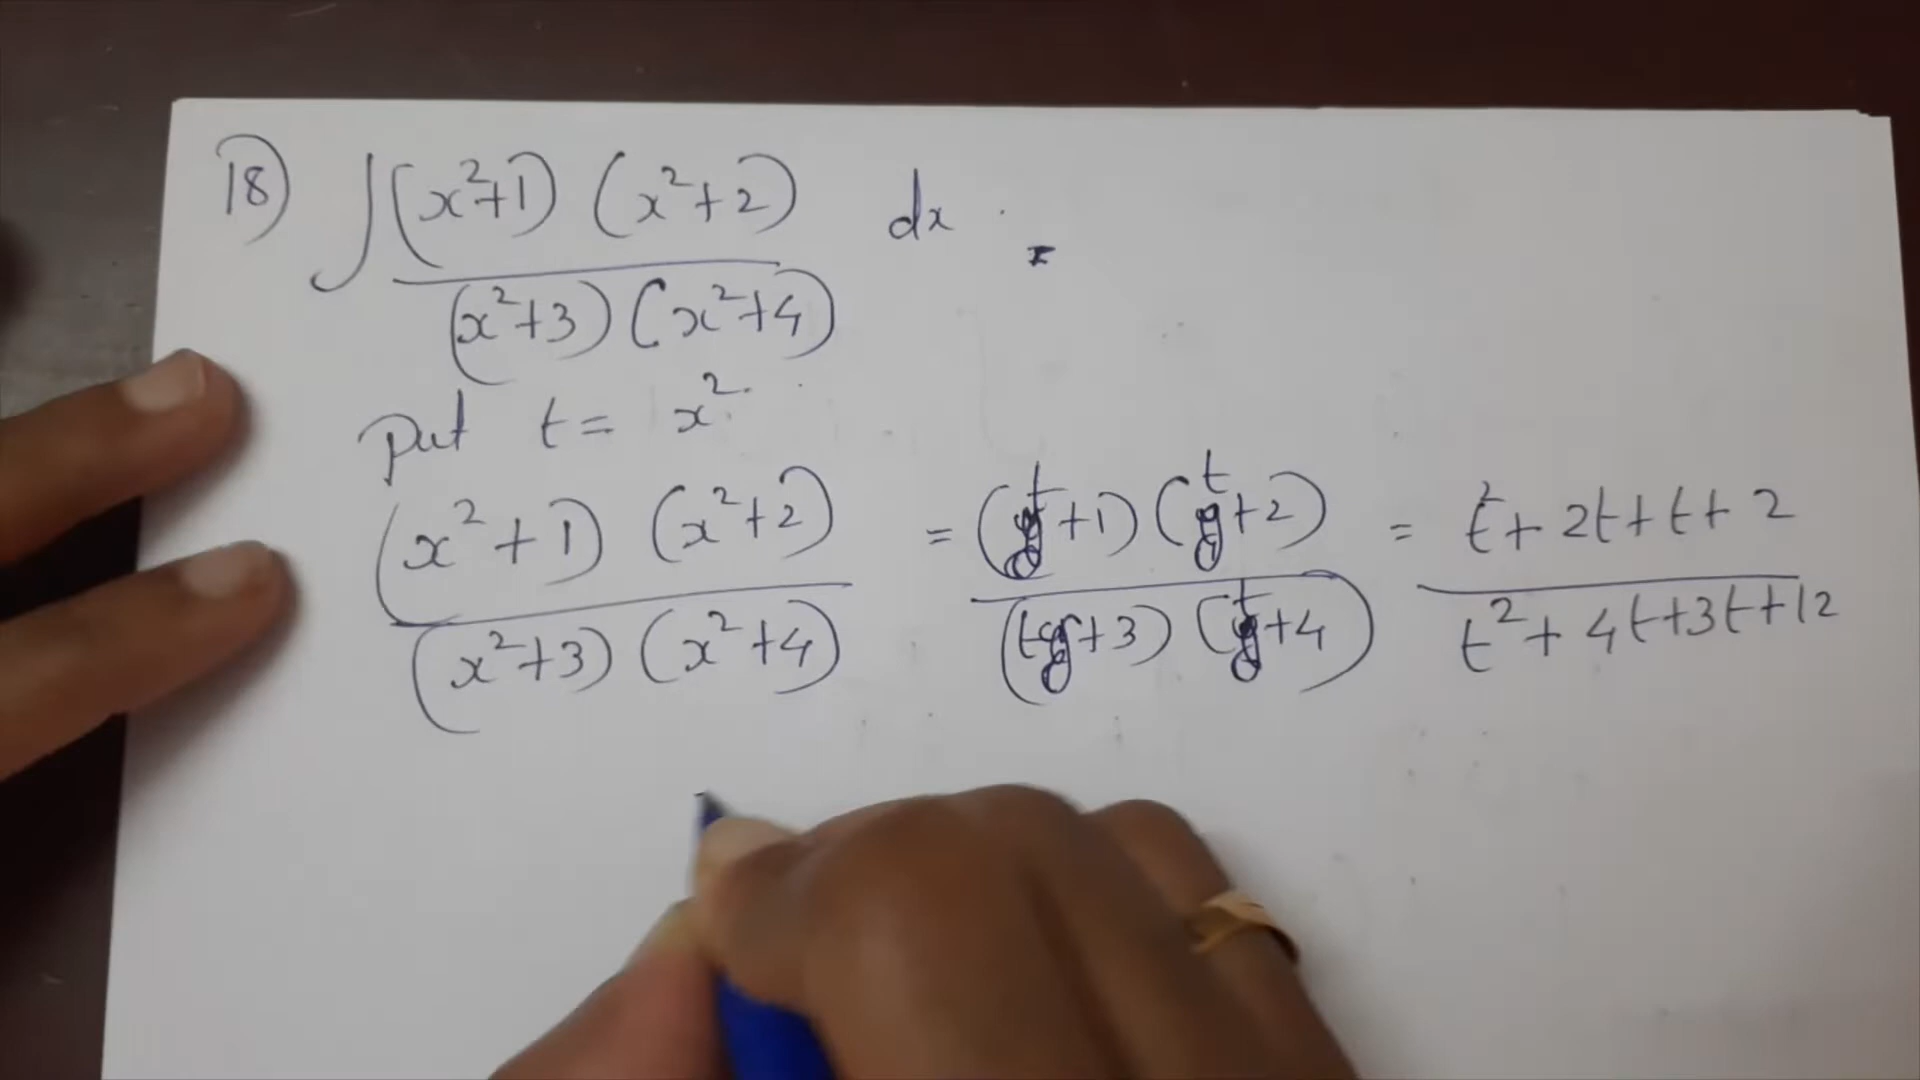 18) ∫ (x²+1) (x²+2) / (x²+3) (x²+4) dx
put t = x²
(x²+1) (x²+2) / (x²+3) (x²+4) = (t+1) (t+2) / (t+3) (t+4) = t²+2t+t+2 / t²+4t+3t+12